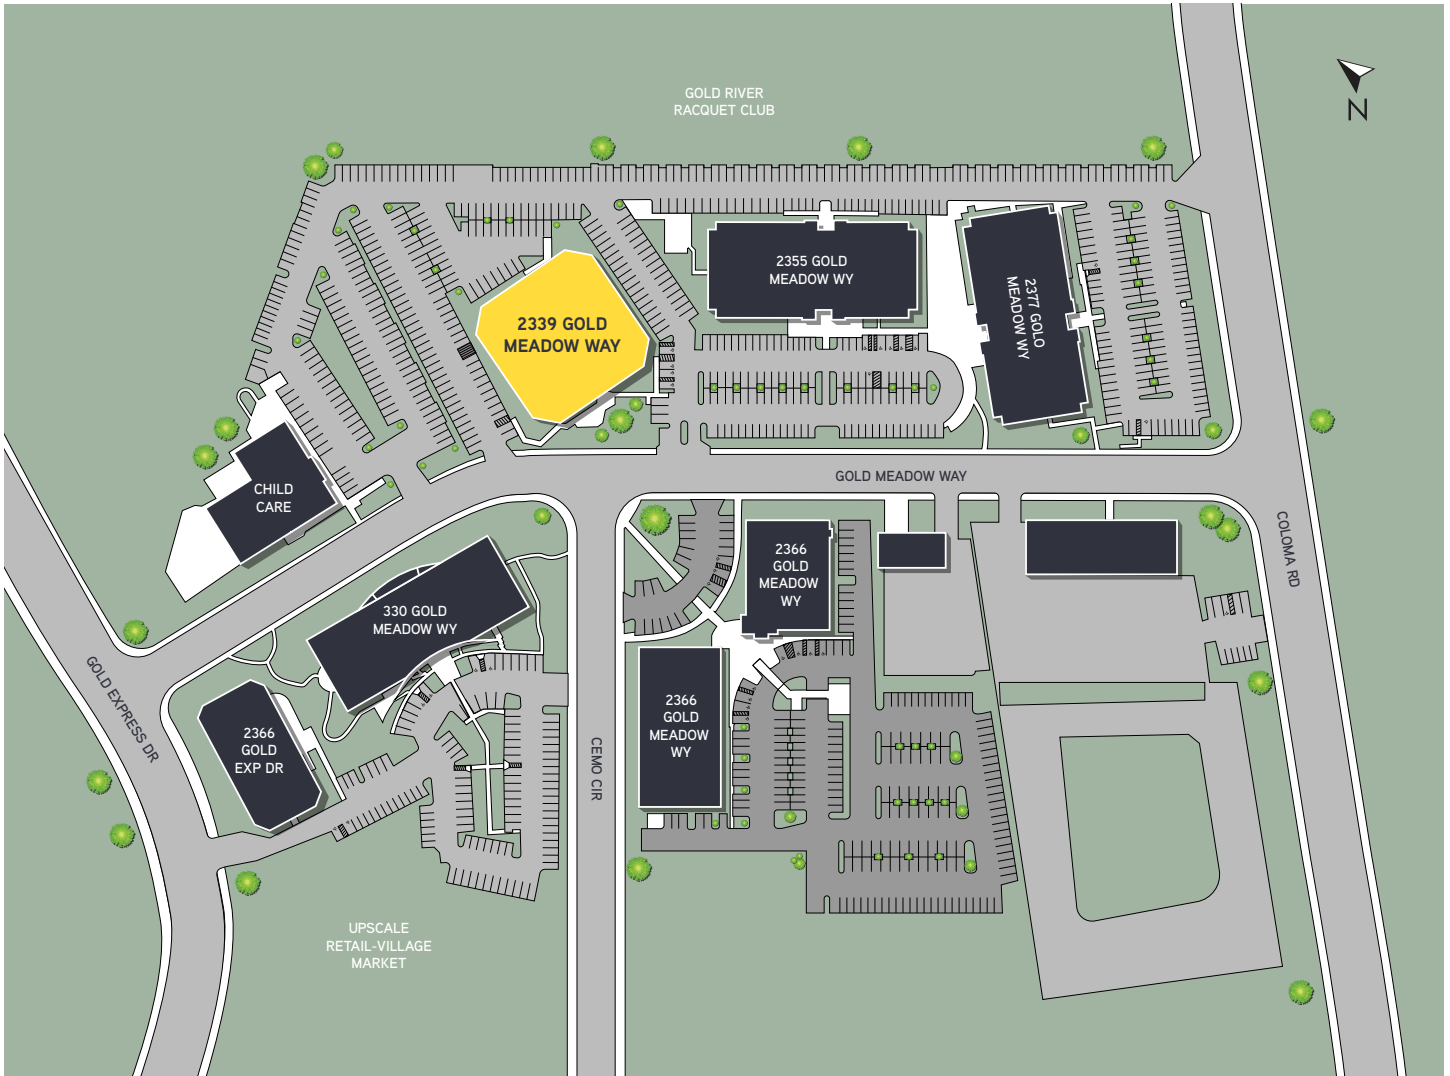 GOLD RIVER
RACQUET CLUB
N
2355 GOLD
MEADOW WY
2377 GOLO
MEADOW WY
2339 GOLD
MEADOW WAY
GOLD MEADOW WAY
CHILD
CARE
COLOMA RD
2366
GOLD
MEADOW
WY
330 GOLD
MEADOW WY
GOLD EXPRESS DR
2366
GOLD
MEADOW
WY
2366
GOLD
EXP DR
CEMO CIR
UPSCALE
RETAIL-VILLAGE
MARKET